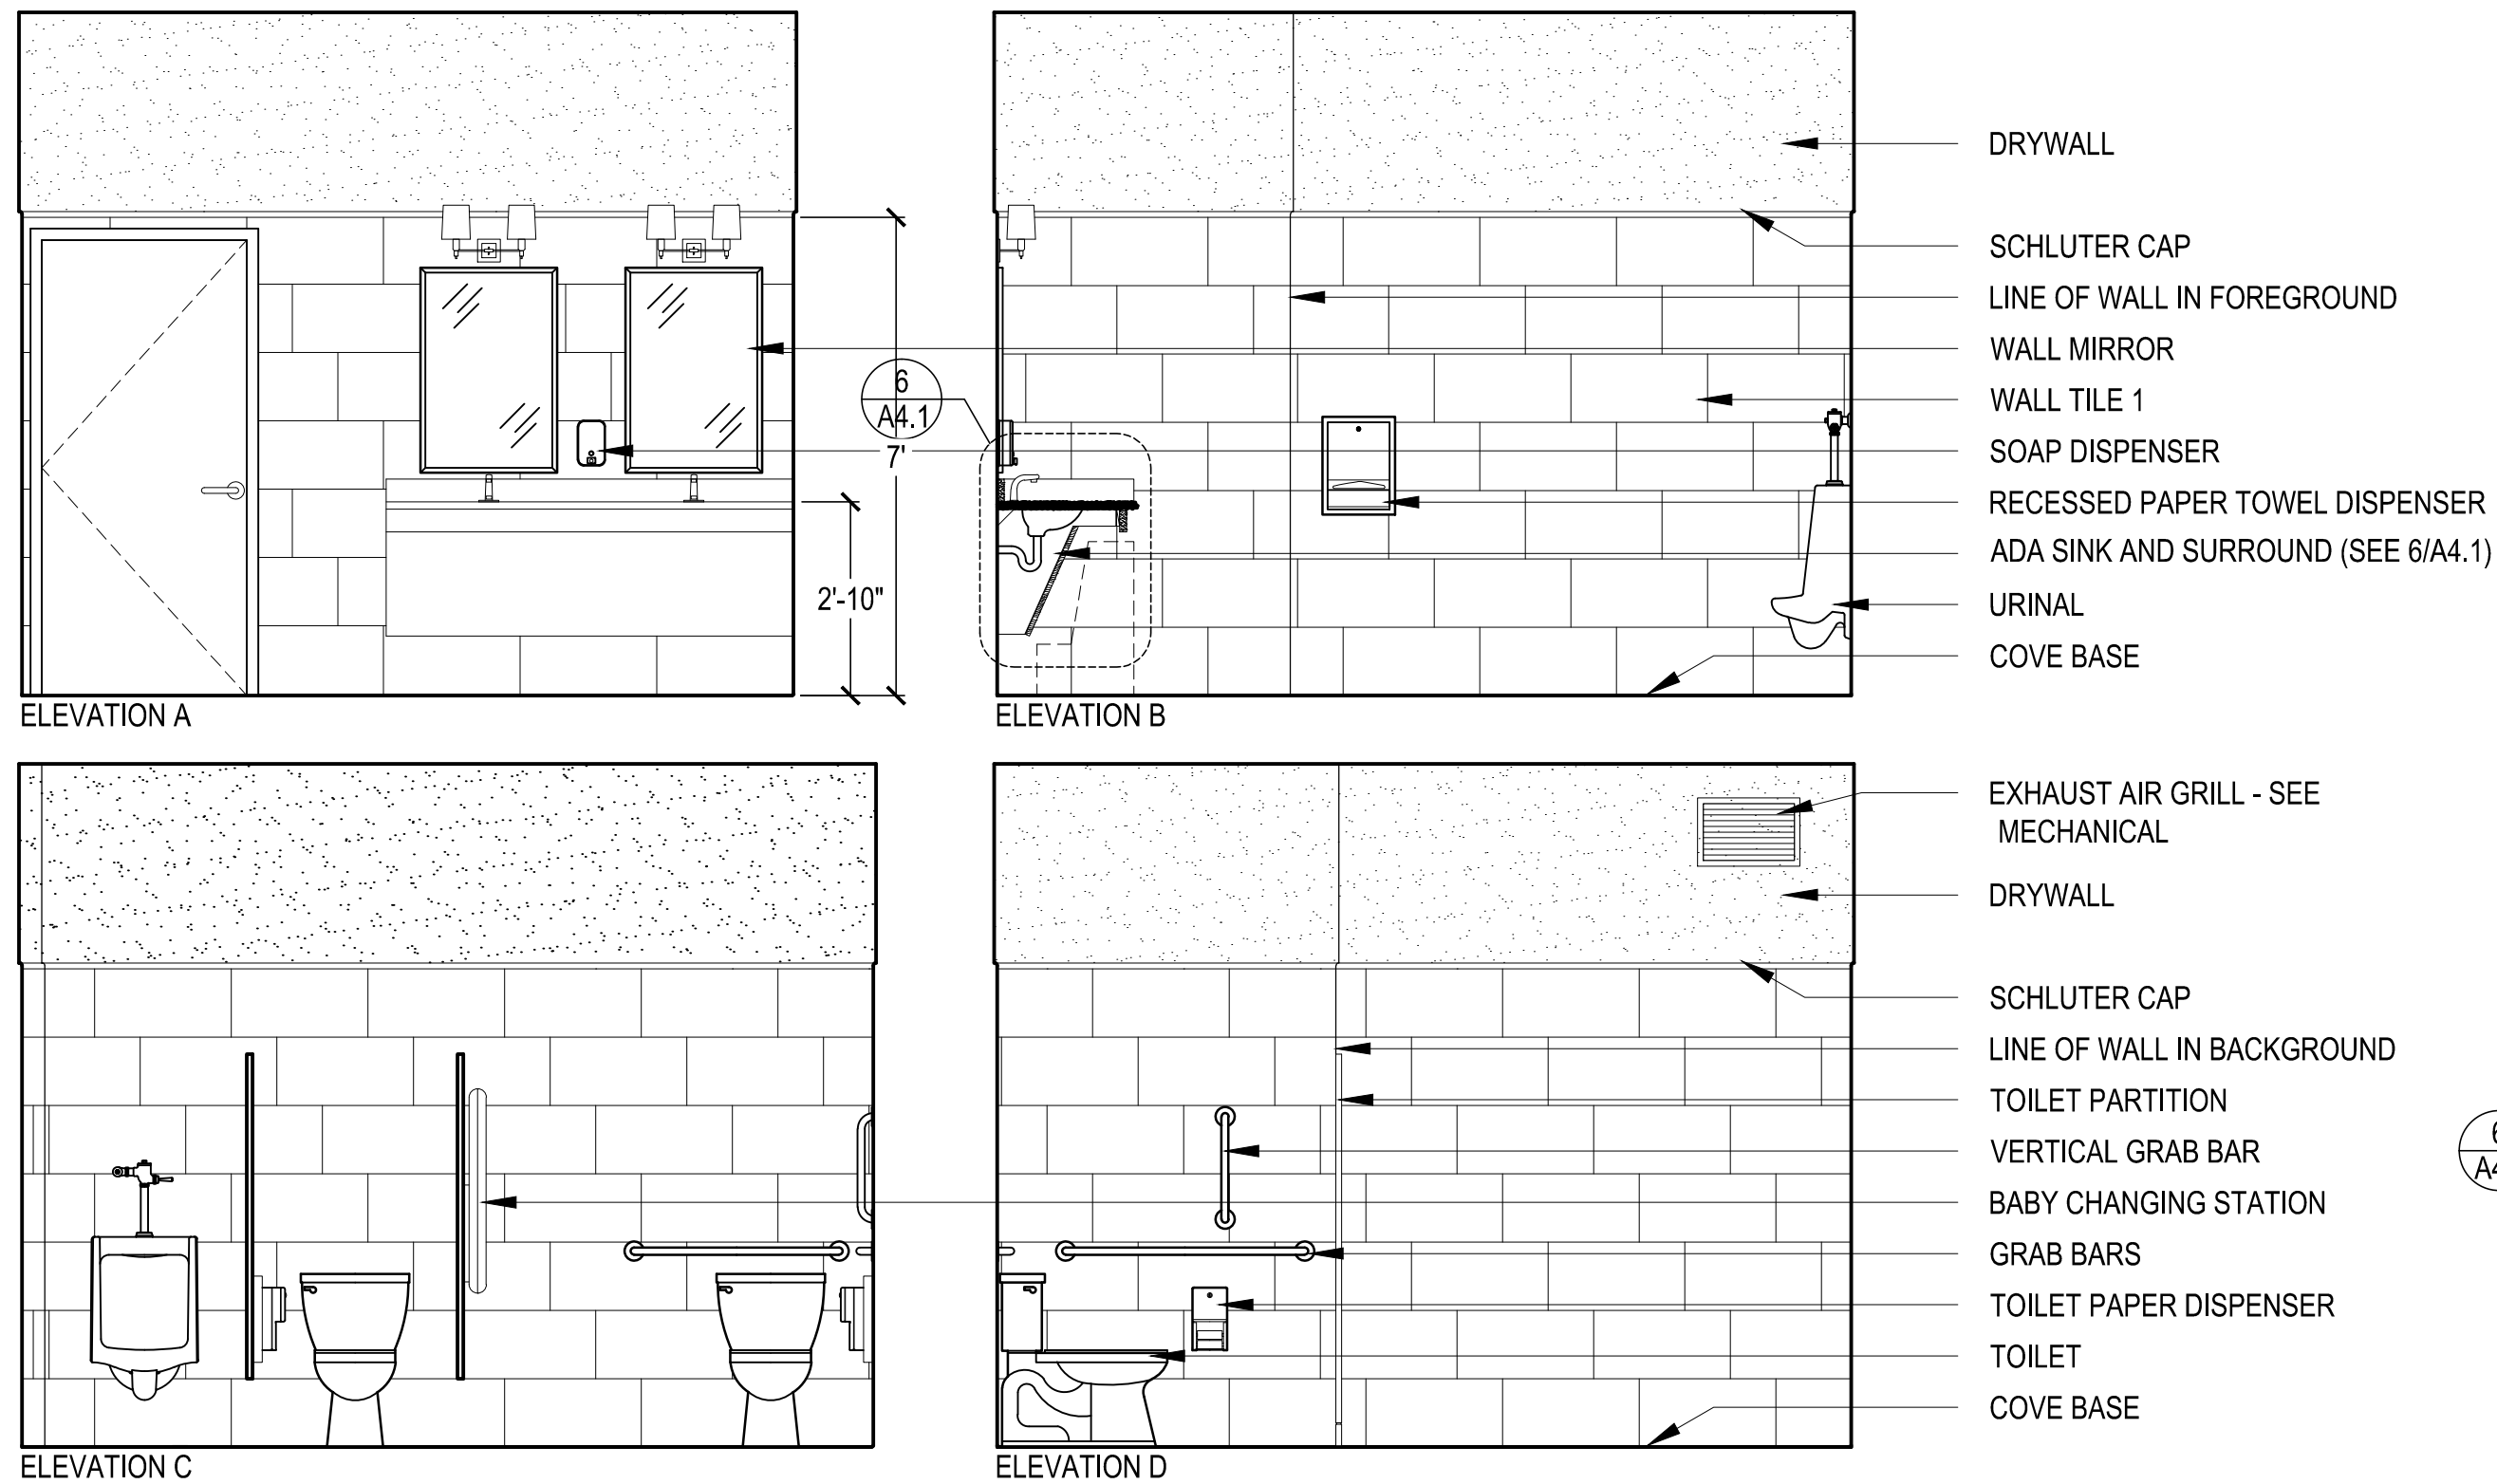 DRYWALL
SCHLUTER CAP
LINE OF WALL IN FOREGROUND
WALL MIRROR
6
A4.1
WALL TILE 1
7'
SOAP DISPENSER
RECESSED PAPER TOWEL DISPENSER
ADA SINK AND SURROUND (SEE 6/A4.1)
2'-10"
URINAL
COVE BASE
ELEVATION A
ELEVATION B
EXHAUST AIR GRILL - SEE
MECHANICAL
DRYWALL
SCHLUTER CAP
LINE OF WALL IN BACKGROUND
TOILET PARTITION
VERTICAL GRAB BAR
BABY CHANGING STATION
GRAB BARS
TOILET PAPER DISPENSER
TOILET
COVE BASE
ELEVATION C
ELEVATION D